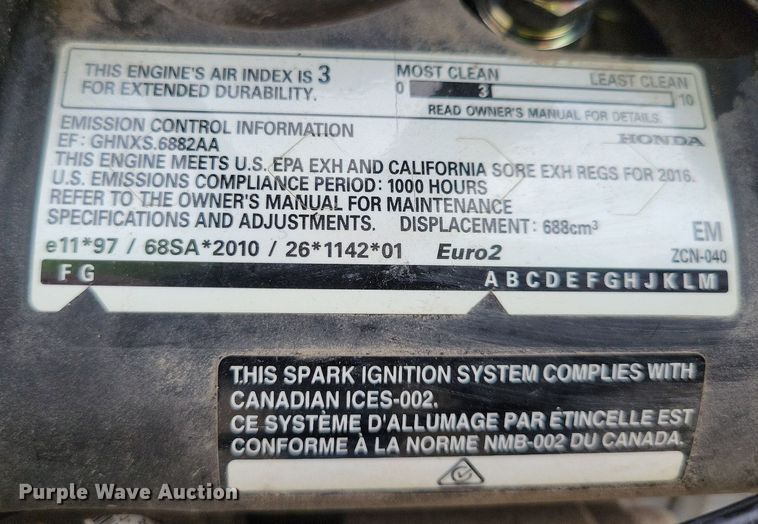 THIS ENGINE'S AIR INDEX IS 3
FOR EXTENDED DURABILITY.
MOST CLEAN LEAST CLEAN
0 3 10
READ OWNER'S MANUAL FOR DETAILS.
EMISSION CONTROL INFORMATION HONDA
EF: GHNXS.6882AA
THIS ENGINE MEETS U.S. EPA EXH AND CALIFORNIA SORE EXH REGS FOR 2016.
U.S. EMISSIONS COMPLIANCE PERIOD: 1000 HOURS
REFER TO THE OWNER'S MANUAL FOR MAINTENANCE
SPECIFICATIONS AND ADJUSTMENTS. DISPLACEMENT: 688cm³ EM
e11*97 / 68SA*2010 / 26*1142*01 Euro2 ZCN-040
F G A B C D E F G H J K L M
THIS SPARK IGNITION SYSTEM COMPLIES WITH
CANADIAN ICES-002.
CE SYSTÈME D'ALLUMAGE PAR ÉTINCELLE EST
CONFORME À LA NORME NMB-002 DU CANADA.
Purple Wave Auction